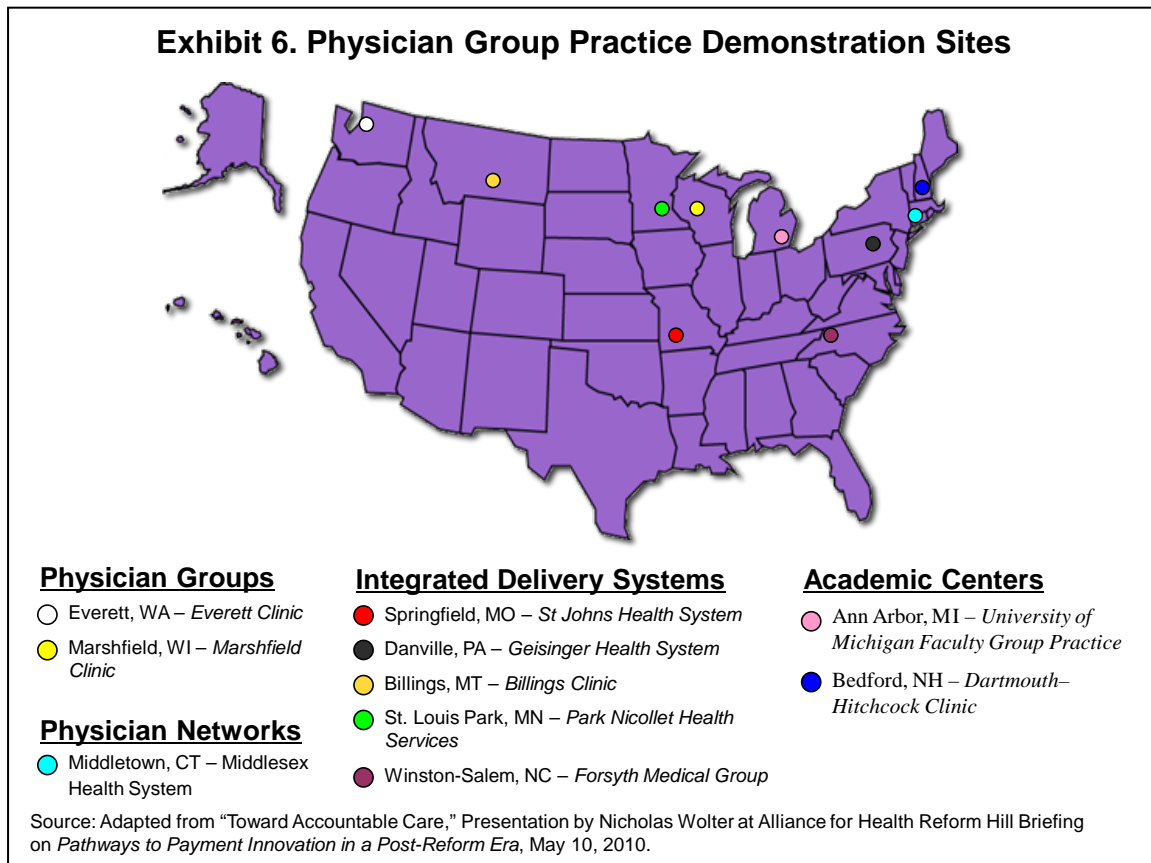 Exhibit 6. Physician Group Practice Demonstration Sites
Physician Groups
Everett, WA – Everett Clinic
Marshfield, WI – Marshfield
Clinic
Physician Networks
Middletown, CT – Middlesex
Health System
Integrated Delivery Systems
Springfield, MO – St Johns Health System
Danville, PA – Geisinger Health System
Billings, MT – Billings Clinic
St. Louis Park, MN – Park Nicollet Health
Services
Winston-Salem, NC – Forsyth Medical Group
Academic Centers
Ann Arbor, MI – University of
Michigan Faculty Group Practice
Bedford, NH – Dartmouth–
Hitchcock Clinic
Source: Adapted from “Toward Accountable Care,” Presentation by Nicholas Wolter at Alliance for Health Reform Hill Briefing
on Pathways to Payment Innovation in a Post-Reform Era, May 10, 2010.